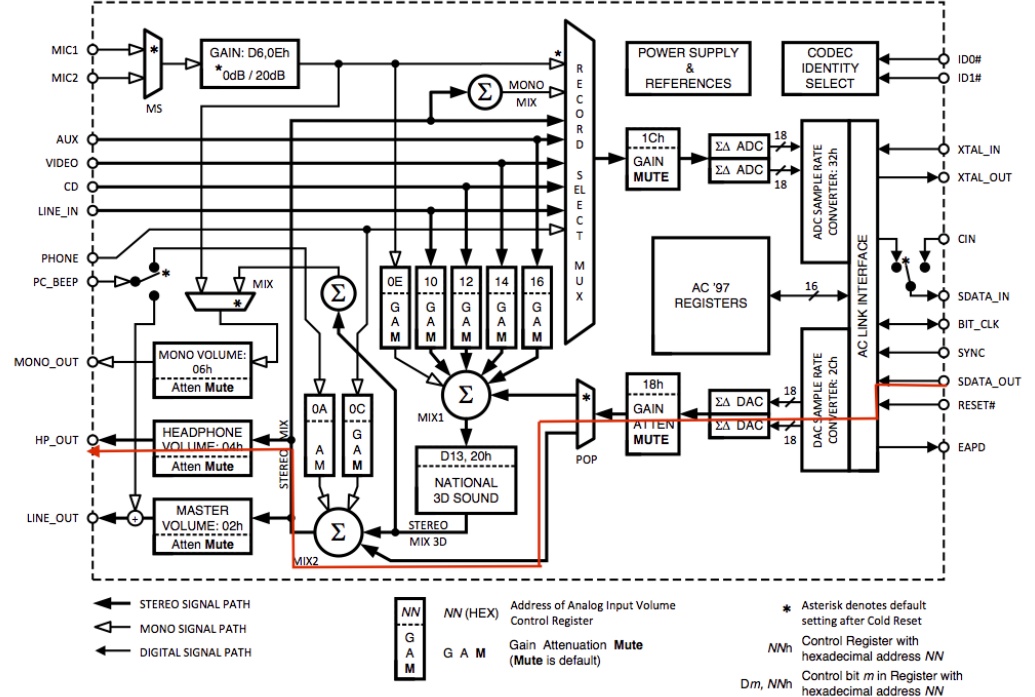 MIC1
MIC2
MS
GAIN: D6,0Eh
*0dB / 20dB
*
*
Σ
MONO
MIX
RECORD SELECT MUX
POWER SUPPLY
&
REFERENCES
CODEC
IDENTITY
SELECT
ID0#
ID1#
AUX
VIDEO
CD
LINE_IN
PHONE
PC_BEEP
*
1Ch
GAIN
MUTE
ΣΔ ADC
ΣΔ ADC
18
18
ADC SAMPLE RATE
CONVERTER: 32h
AC LINK INTERFACE
XTAL_IN
XTAL_OUT
CIN
*
SDATA_IN
BIT_CLK
SYNC
SDATA_OUT
RESET#
EAPD
MIX
*
Σ
0E
G
A
M
10
G
A
M
12
G
A
M
14
G
A
M
16
G
A
M
AC '97
REGISTERS
16
MONO_OUT
MONO VOLUME:
06h
Atten Mute
Σ
MIX1
*
POP
18h
GAIN
ATTEN
MUTE
ΣΔ DAC
ΣΔ DAC
18
18
DAC SAMPLE RATE
CONVERTER: 2Ch
HP_OUT
HEADPHONE
VOLUME: 04h
Atten Mute
STEREO MIX
0A
A
M
0C
G
A
M
D13, 20h
NATIONAL
3D SOUND
LINE_OUT
+
MASTER
VOLUME: 02h
Atten Mute
Σ
MIX2
STEREO
MIX 3D
STEREO SIGNAL PATH
MONO SIGNAL PATH
DIGITAL SIGNAL PATH
NN
G
A
M
NN (HEX)
Address of Analog Input Volume
Control Register
G A M
Gain Attenuation Mute
(Mute is default)
* Asterisk denotes default
setting after Cold Reset
NNh Control Register with
hexadecimal address NN
Dm, NNh Control bit m in Register with
hexadecimal address NN